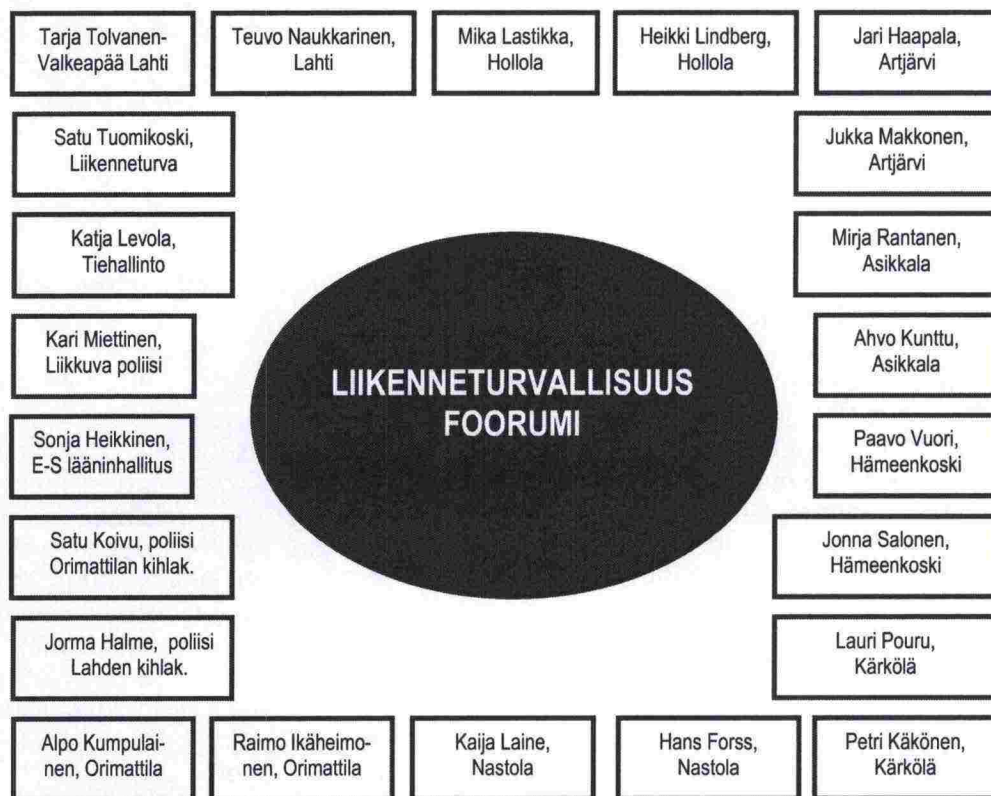 Tarja Tolvanen-
Valkeapää Lahti
Teuvo Naukkarinen,
Lahti
Mika Lastikka,
Hollola
Heikki Lindberg,
Hollola
Jari Haapala,
Artjärvi
Satu Tuomikoski,
Liikenneturva
Jukka Makkonen,
Artjärvi
Katja Levola,
Tiehallinto
Mirja Rantanen,
Asikkala
Kari Miettinen,
Liikkuva poliisi
Ahvo Kunttu,
Asikkala
LIIKENNETURVALLISUUS
FOORUMI
Sonja Heikkinen,
E-S lääninhallitus
Paavo Vuori,
Hämeenkoski
Satu Koivu, poliisi
Orimattilan kihlak.
Jonna Salonen,
Hämeenkoski
Jorma Halme, poliisi
Lahden kihlak.
Lauri Pouru,
Kärkölä
Alpo Kumpulai-
nen, Orimattila
Raimo Ikäheimo-
nen, Orimattila
Kaija Laine,
Nastola
Hans Forss,
Nastola
Petri Käkönen,
Kärkölä